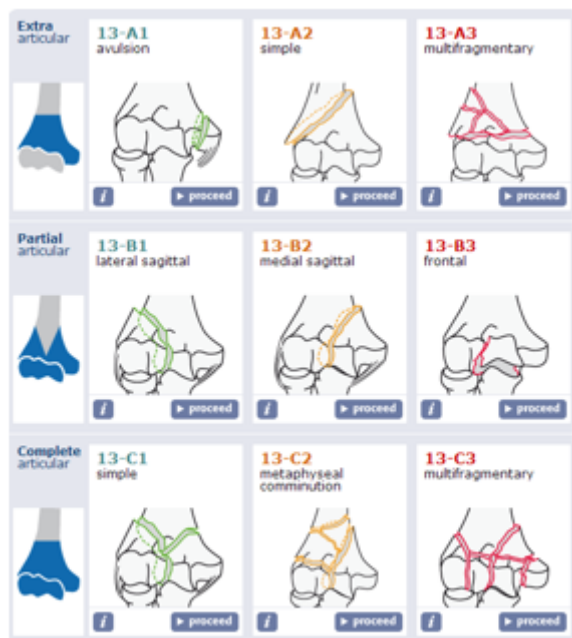 Extra
articular
13-A1
avulsion
13-A2
simple
13-A3
multifragmentary
i
proceed
i
proceed
i
proceed
Partial
articular
13-B1
lateral sagittal
13-B2
medial sagittal
13-B3
frontal
i
proceed
i
proceed
i
proceed
Complete
articular
13-C1
simple
13-C2
metaphyseal
comminution
13-C3
multifragmentary
i
proceed
i
proceed
i
proceed